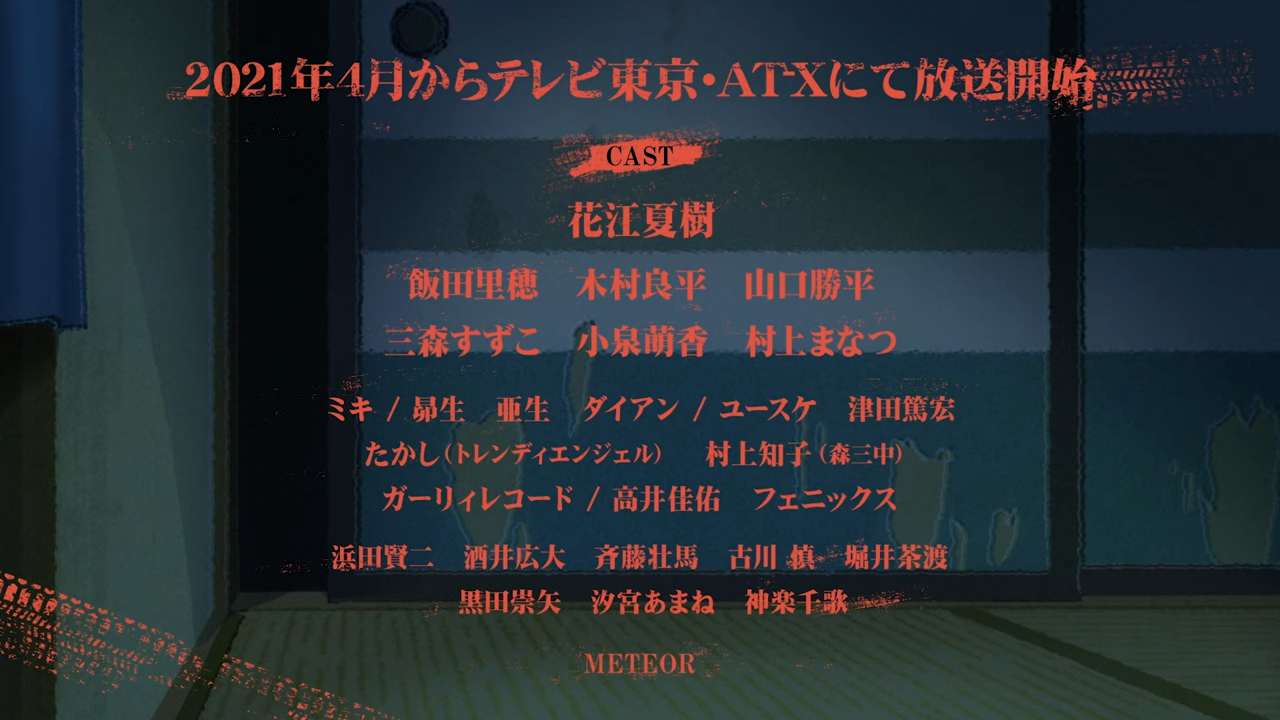 2021年4月からテレビ東京・AT-Xにて放送開始
CAST
花江夏樹
飯田里穂　木村良平　山口勝平
三森すずこ　小泉萌香　村上まなつ
ミキ / 昴生　亜生　ダイアン / ユースケ　津田篤宏
たかし（トレンディエンジェル）　村上知子（森三中）
ガーリィレコード / 高井佳佑　フェニックス
浜田賢二　酒井広大　斉藤壮馬　古川 慎　堀井茶渡
黒田崇矢　汐宮あまね　神楽千歌
METEOR